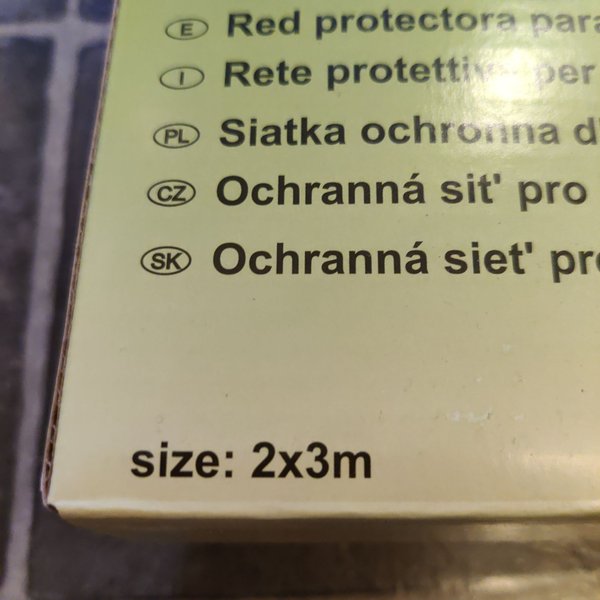 E Red protectora para
I Rete protettiva per
PL Siatka ochronna d
CZ Ochranná sit' pro
SK Ochranná siet' pro
size: 2x3m